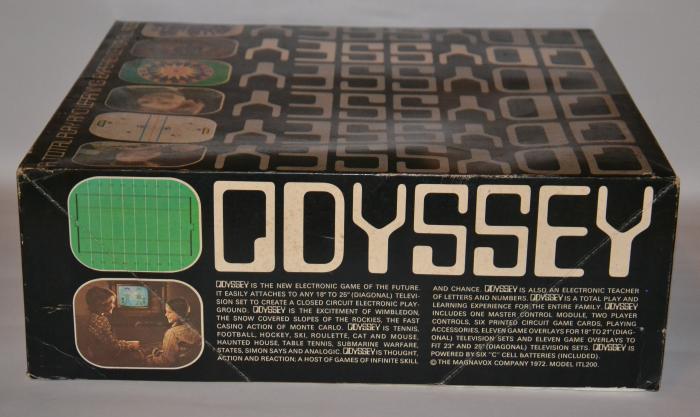 ODYSSEY
ODYSSEY
ODYSSEY
ODYSSEY
ODYSSEY
ODYSSEY
ODYSSEY IS THE NEW ELECTRONIC GAME OF THE FUTURE.
IT EASILY ATTACHES TO ANY 18" TO 25" (DIAGONAL) TELEVI-
SION SET TO CREATE A CLOSED CIRCUIT ELECTRONIC PLAY-
GROUND. ODYSSEY IS THE EXCITEMENT OF WIMBLEDON,
THE SNOW COVERED SLOPES OF THE ROCKIES, THE FAST
CASINO ACTION OF MONTE CARLO. ODYSSEY IS TENNIS,
FOOTBALL, HOCKEY, SKI, ROULETTE, CAT AND MOUSE,
HAUNTED HOUSE, TABLE TENNIS, SUBMARINE WARFARE,
STATES, SIMON SAYS AND ANALOGIC. ODYSSEY IS THOUGHT,
ACTION AND REACTION; A HOST OF GAMES OF INFINITE SKILL
AND CHANCE. ODYSSEY IS ALSO AN ELECTRONIC TEACHER
OF LETTERS AND NUMBERS. ODYSSEY IS A TOTAL PLAY AND
LEARNING EXPERIENCE FOR THE ENTIRE FAMILY. ODYSSEY
INCLUDES ONE MASTER CONTROL MODULE, TWO PLAYER
CONTROLS, SIX PRINTED CIRCUIT GAME CARDS, PLAYING
ACCESSORIES, ELEVEN GAME OVERLAYS FOR 18" TO 21" (DIAG-
ONAL) TELEVISION SETS AND ELEVEN GAME OVERLAYS TO
FIT 23" AND 25" (DIAGONAL) TELEVISION SETS. ODYSSEY IS
POWERED BY SIX "C" CELL BATTERIES (INCLUDED).
© THE MAGNAVOX COMPANY 1972. MODEL ITL200.